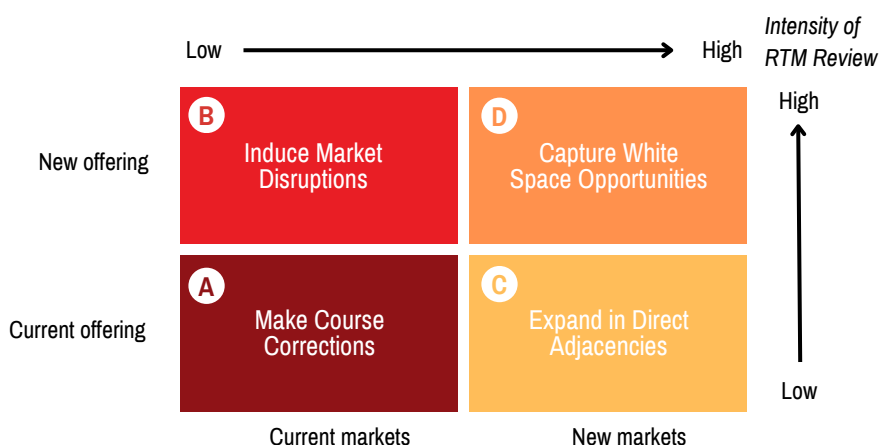 Low
High
Intensity of
RTM Review
High
New offering
B
Induce Market
Disruptions
D
Capture White
Space Opportunities
Current offering
A
Make Course
Corrections
C
Expand in Direct
Adjacencies
Low
Current markets
New markets